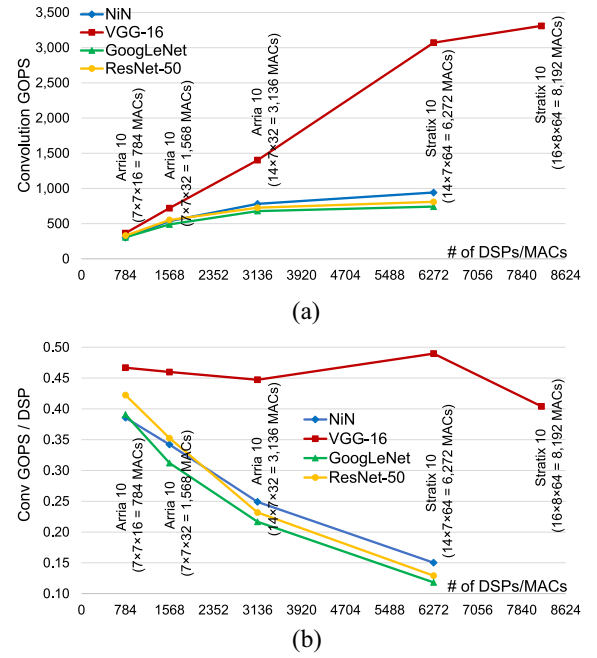 NiN
VGG-16
GoogLeNet
ResNet-50
Convolution GOPS
3,500
3,000
2,500
2,000
1,500
1,000
500
0
Arria 10
(7×7×16 = 784 MACs)
Arria 10
(7×7×32 = 1,568 MACs)
Arria 10
(14×7×32 = 3,136 MACs)
Stratix 10
(14×7×64 = 6,272 MACs)
Stratix 10
(16×8×64 = 8,192 MACs)
# of DSPs/MACs
0 784 1568 2352 3136 3920 4704 5488 6272 7056 7840 8624
(a)
Conv GOPS / DSP
0.50
0.45
0.40
0.35
0.30
0.25
0.20
0.15
0.10
NiN
VGG-16
GoogLeNet
ResNet-50
Arria 10
(7×7×16 = 784 MACs)
Arria 10
(7×7×32 = 1,568 MACs)
Arria 10
(14×7×32 = 3,136 MACs)
Stratix 10
(14×7×64 = 6,272 MACs)
Stratix 10
(16×8×64 = 8,192 MACs)
# of DSPs/MACs
0 784 1568 2352 3136 3920 4704 5488 6272 7056 7840 8624
(b)